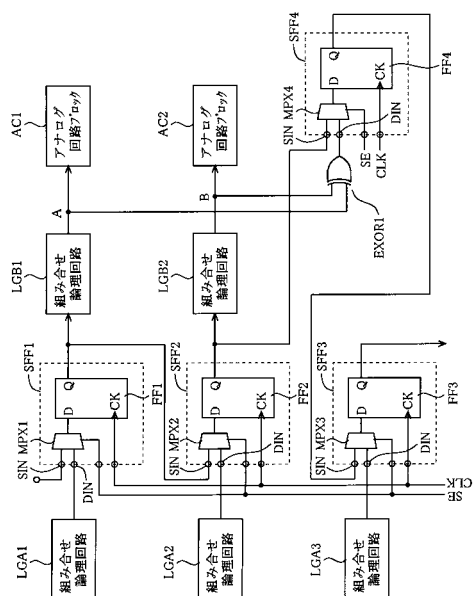 LGA1
組み合せ
論理回路
SIN
MPX1
SFF1
D
Q
CK
FF1
DIN
LGB1
組み合せ
論理回路
A
AC1
アナログ
回路ブロック
LGA2
組み合せ
論理回路
SIN
MPX2
SFF2
D
Q
CK
FF2
DIN
LGB2
組み合せ
論理回路
B
AC2
アナログ
回路ブロック
LGA3
組み合せ
論理回路
SIN
MPX3
SFF3
D
Q
CK
FF3
DIN
SE
CLK
EXOR1
SIN
MPX4
SFF4
D
Q
CK
FF4
DIN
SE
CLK